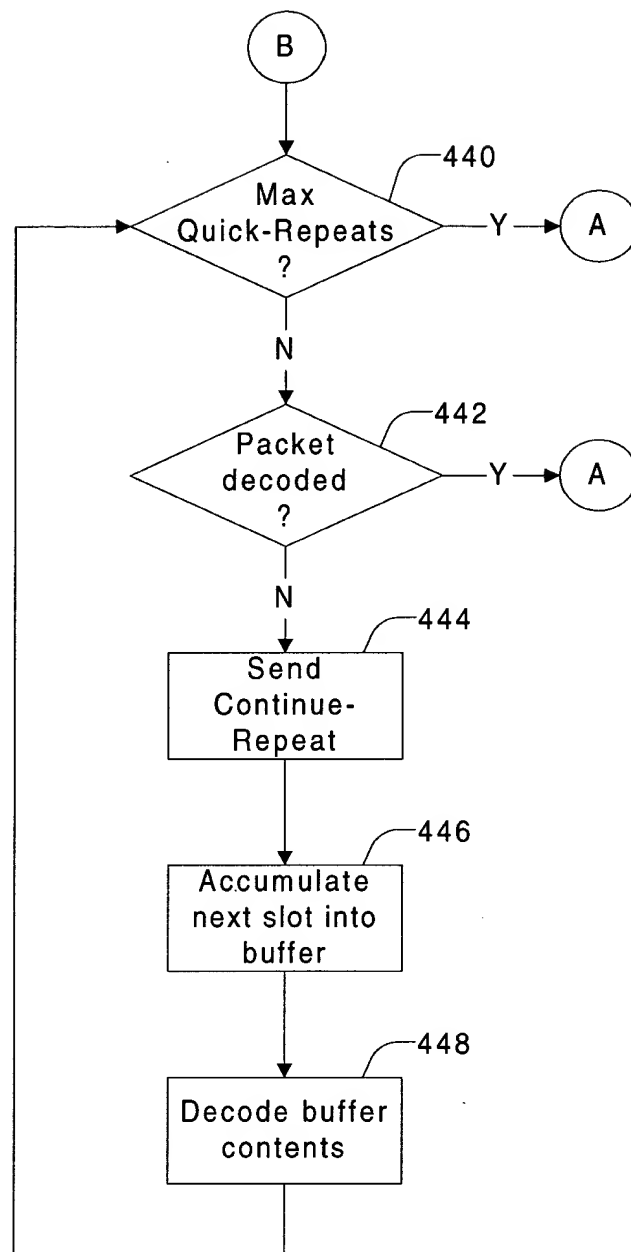 B
440
Max
Quick-Repeats
?
Y
A
N
442
Packet
decoded
?
Y
A
N
444
Send
Continue-
Repeat
446
Accumulate
next slot into
buffer
448
Decode buffer
contents